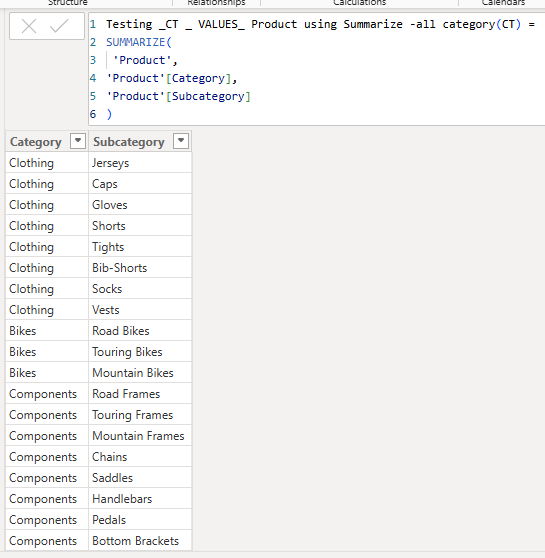 Structure Relationships Calculations Calendars
1 Testing _CT _ VALUES_ Product using Summarize -all category(CT) =
2 SUMMARIZE(
3 'Product',
4 'Product'[Category],
5 'Product'[Subcategory]
6 )
Category Subcategory
Clothing Jerseys
Clothing Caps
Clothing Gloves
Clothing Shorts
Clothing Tights
Clothing Bib-Shorts
Clothing Socks
Clothing Vests
Bikes Road Bikes
Bikes Touring Bikes
Bikes Mountain Bikes
Components Road Frames
Components Touring Frames
Components Mountain Frames
Components Chains
Components Saddles
Components Handlebars
Components Pedals
Components Bottom Brackets